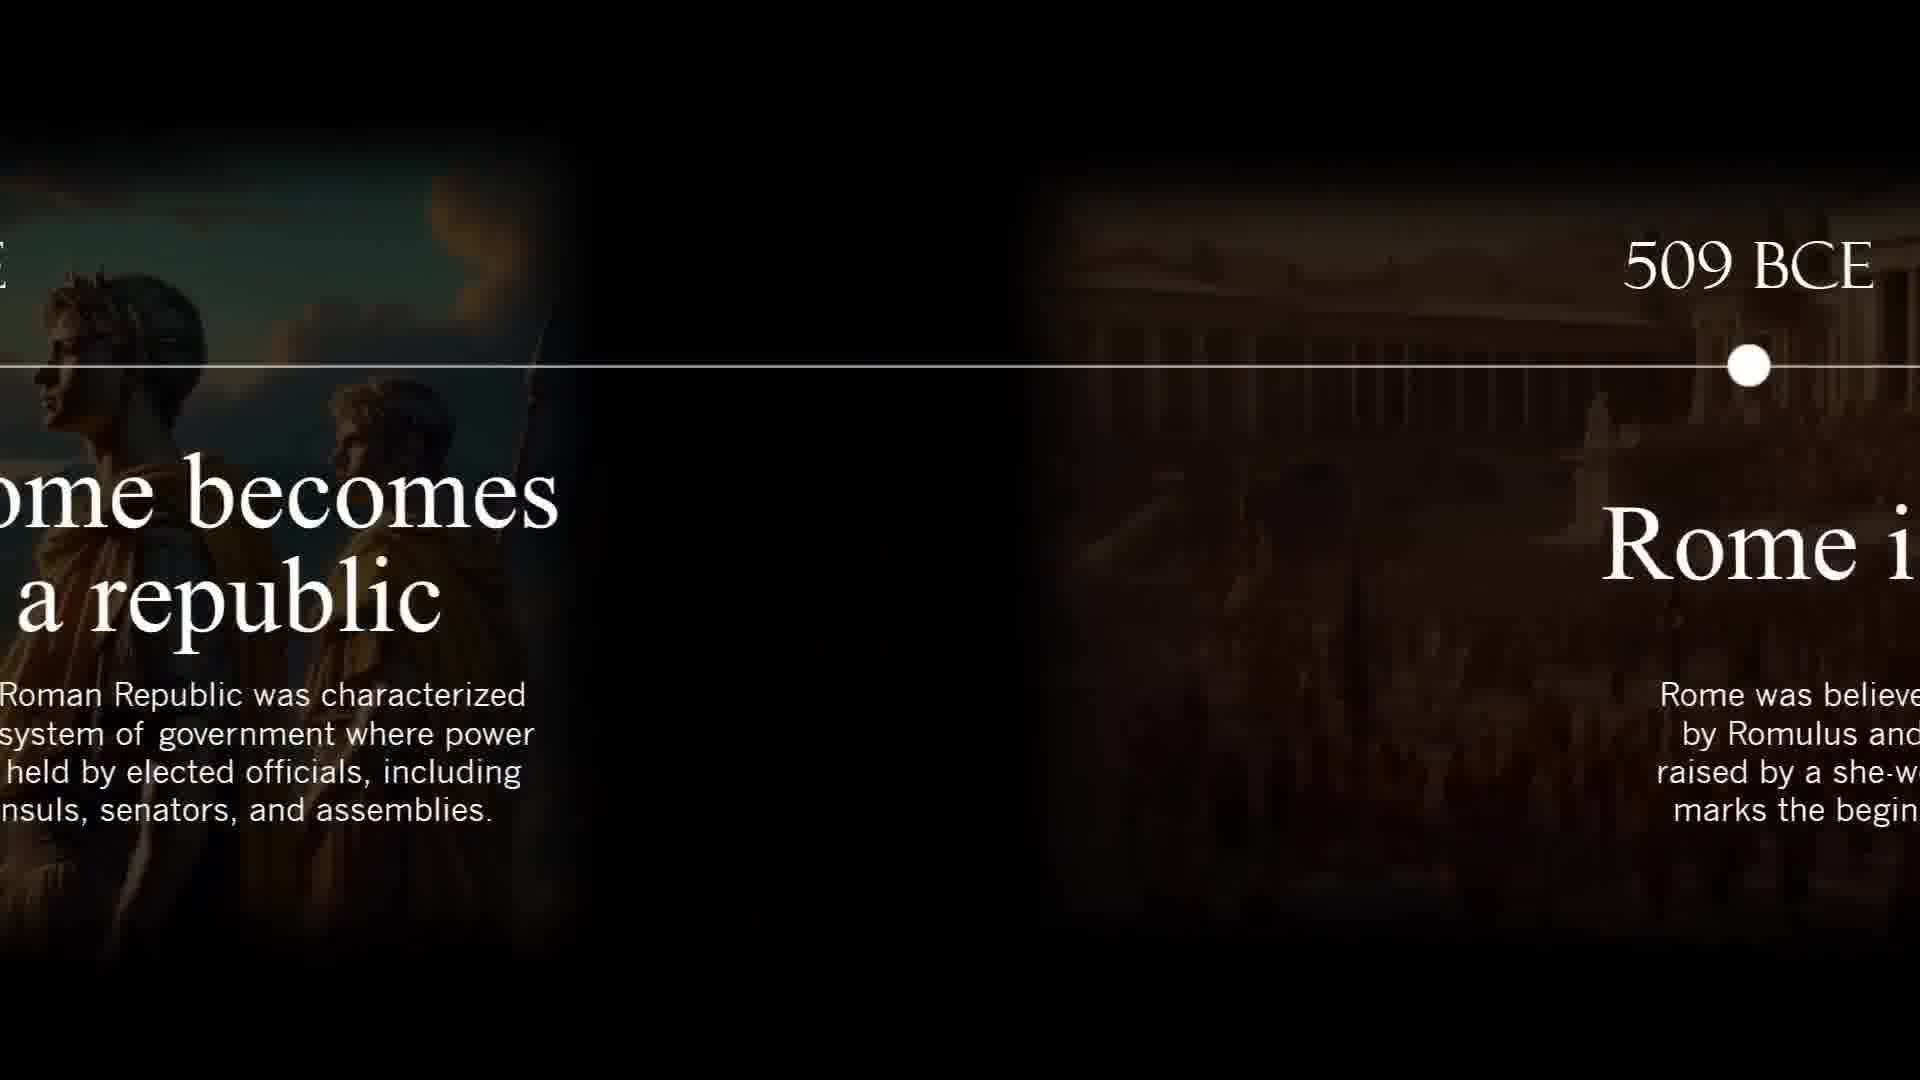 E
509 BCE
ome becomes
a republic
Roman Republic was characterized
system of government where power
held by elected officials, including
nsuls, senators, and assemblies.
Rome i
Rome was believe
by Romulus and
raised by a she-w
marks the begin